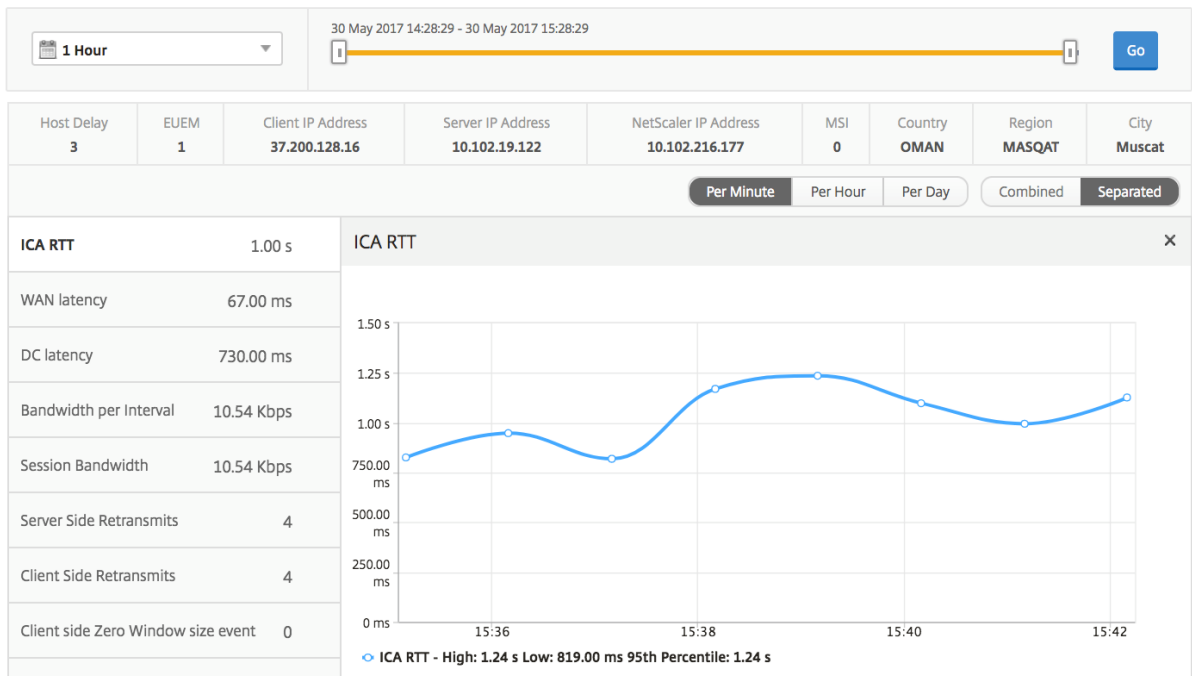 30 May 2017 14:28:29 - 30 May 2017 15:28:29
1 Hour
Go
Host Delay EUEM Client IP Address Server IP Address NetScaler IP Address MSI Country Region City
3 1 37.200.128.16 10.102.19.122 10.102.216.177 0 OMAN MASQAT Muscat
Per Minute Per Hour Per Day Combined Separated
ICA RTT 1.00 s
WAN latency 67.00 ms
DC latency 730.00 ms
Bandwidth per Interval 10.54 Kbps
Session Bandwidth 10.54 Kbps
Server Side Retransmits 4
Client Side Retransmits 4
Client side Zero Window size event 0
ICA RTT ×
1.50 s
1.25 s
1.00 s
750.00
ms
500.00
ms
250.00
ms
0 ms
15:36 15:38 15:40 15:42
ICA RTT - High: 1.24 s Low: 819.00 ms 95th Percentile: 1.24 s